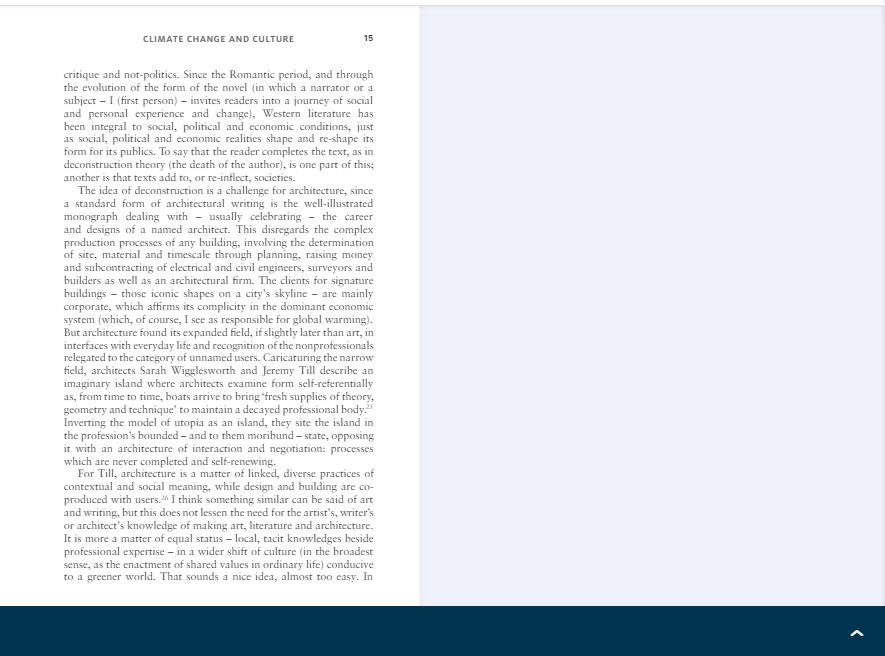 CLIMATE CHANGE AND CULTURE 15
critique and not-politics. Since the Romantic period, and through
the evolution of the form of the novel (in which a narrator or a
subject – I (first person) – invites readers into a journey of social
and personal experience and change), Western literature has
been integral to social, political and economic conditions, just
as social, political and economic realities shape and re-shape its
form for its publics. To say that the reader completes the text, as in
deconstruction theory (the death of the author), is one part of this;
another is that texts add to, or re-inflect, societies.
The idea of deconstruction is a challenge for architecture, since
a standard form of architectural writing is the well-illustrated
monograph dealing with – usually celebrating – the career
and designs of a named architect. This disregards the complex
production processes of any building, involving the determination
of site, material and timescale through planning, raising money
and subcontracting of electrical and civil engineers, surveyors and
builders as well as an architectural firm. The clients for signature
buildings – those iconic shapes on a city's skyline – are mainly
corporate, which affirms its complicity in the dominant economic
system (which, of course, I see as responsible for global warming).
But architecture found its expanded field, if slightly later than art, in
interfaces with everyday life and recognition of the nonprofessionals
relegated to the category of unnamed users. Caricaturing the narrow
field, architects Sarah Wigglesworth and Jeremy Till describe an
imaginary island where architects examine form self-referentially
as, from time to time, boats arrive to bring 'fresh supplies of theory,
geometry and technique' to maintain a decayed professional body.25
Inverting the model of utopia as an island, they site the island in
the profession's bounded – and to them moribund – state, opposing
it with an architecture of interaction and negotiation: processes
which are never completed and self-renewing.
For Till, architecture is a matter of linked, diverse practices of
contextual and social meaning, while design and building are co-
produced with users.26 I think something similar can be said of art
and writing, but this does not lessen the need for the artist's, writer's
or architect's knowledge of making art, literature and architecture.
It is more a matter of equal status – local, tacit knowledges beside
professional expertise – in a wider shift of culture (in the broadest
sense, as the enactment of shared values in ordinary life) conducive
to a greener world. That sounds a nice idea, almost too easy. In